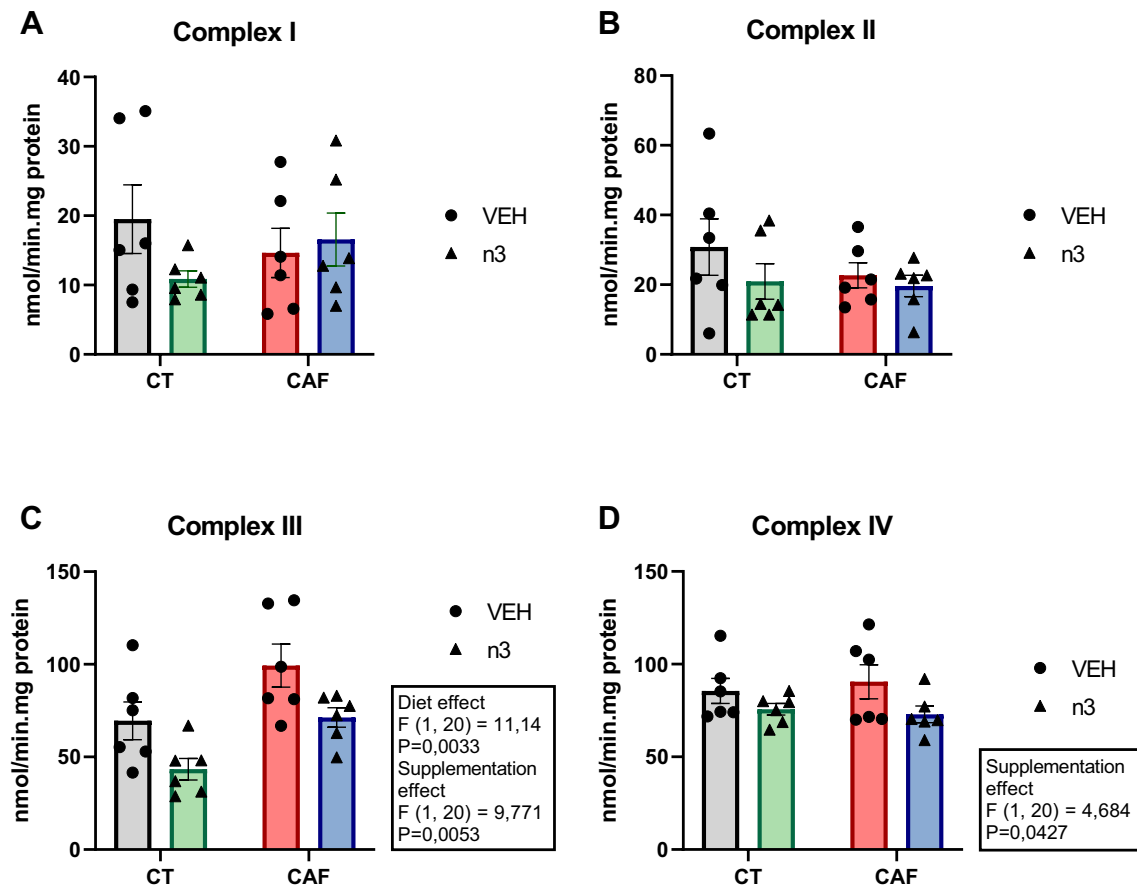 A
Complex I
nmol/min.mg protein
40
30
20
10
0
CT
CAF
VEH
n3
B
Complex II
nmol/min.mg protein
80
60
40
20
0
CT
CAF
VEH
n3
C
Complex III
nmol/min.mg protein
150
100
50
0
CT
CAF
VEH
n3
Diet effect
F (1, 20) = 11,14
P=0,0033
Supplementation
effect
F (1, 20) = 9,771
P=0,0053
D
Complex IV
nmol/min.mg protein
150
100
50
0
CT
CAF
VEH
n3
Supplementation
effect
F (1, 20) = 4,684
P=0,0427